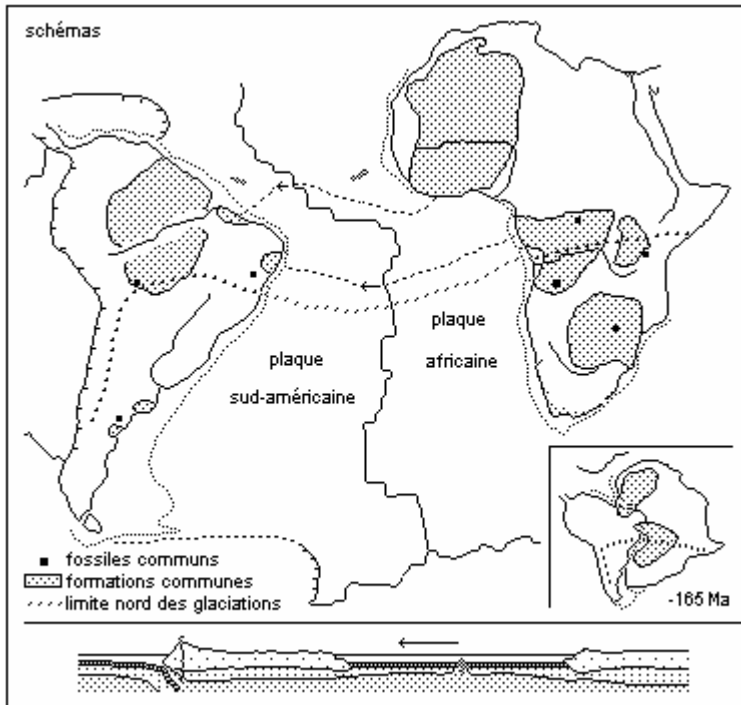 schémas
plaque
africaine
plaque
sud-américaine
fossiles communs
formations communes
limite nord des glaciations
-165 Ma